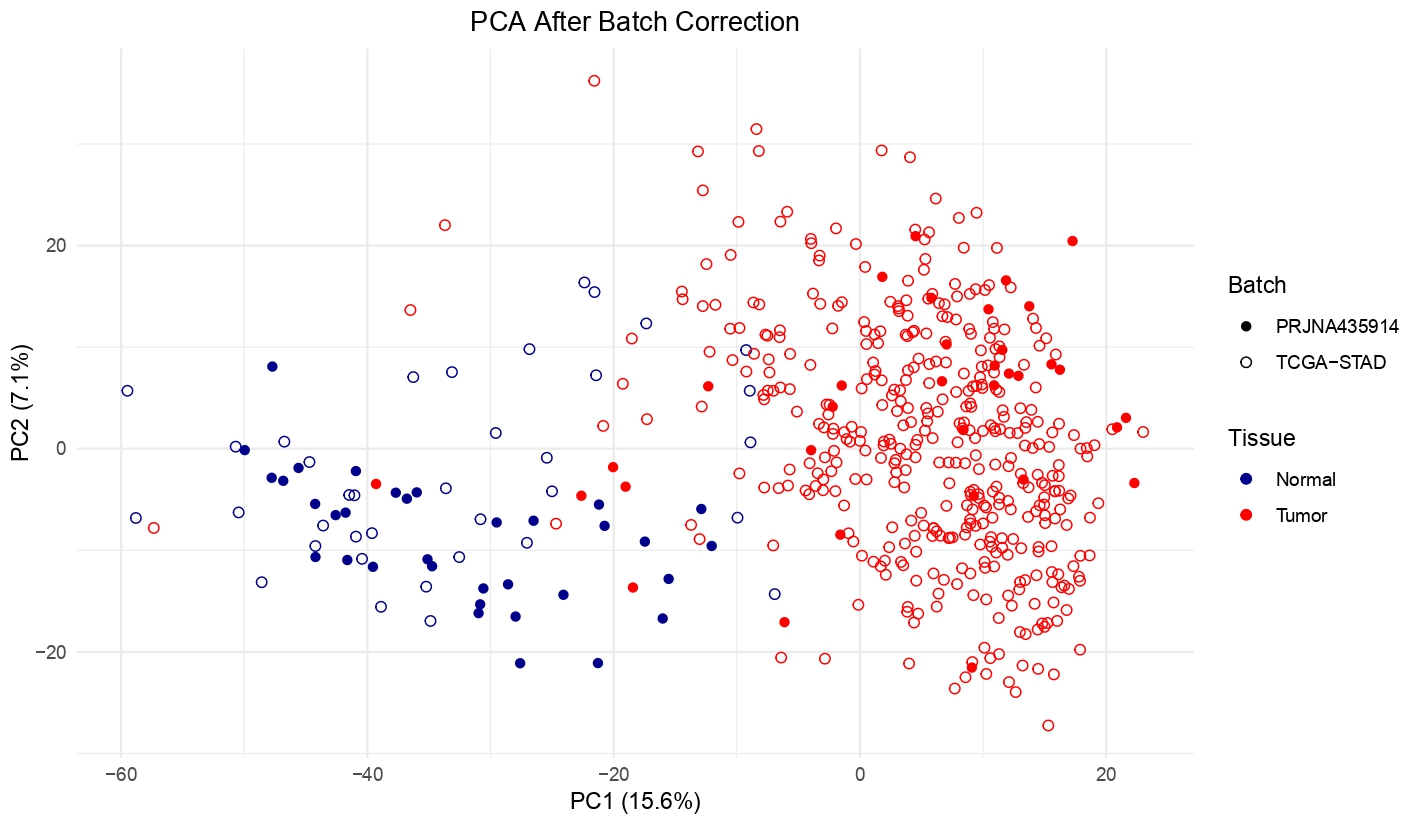 PCA After Batch Correction
20
0
−20
−60
−40
−20
0
20
PC1 (15.6%)
PC2 (7.1%)
Batch
PRJNA435914
TCGA−STAD
Tissue
Normal
Tumor